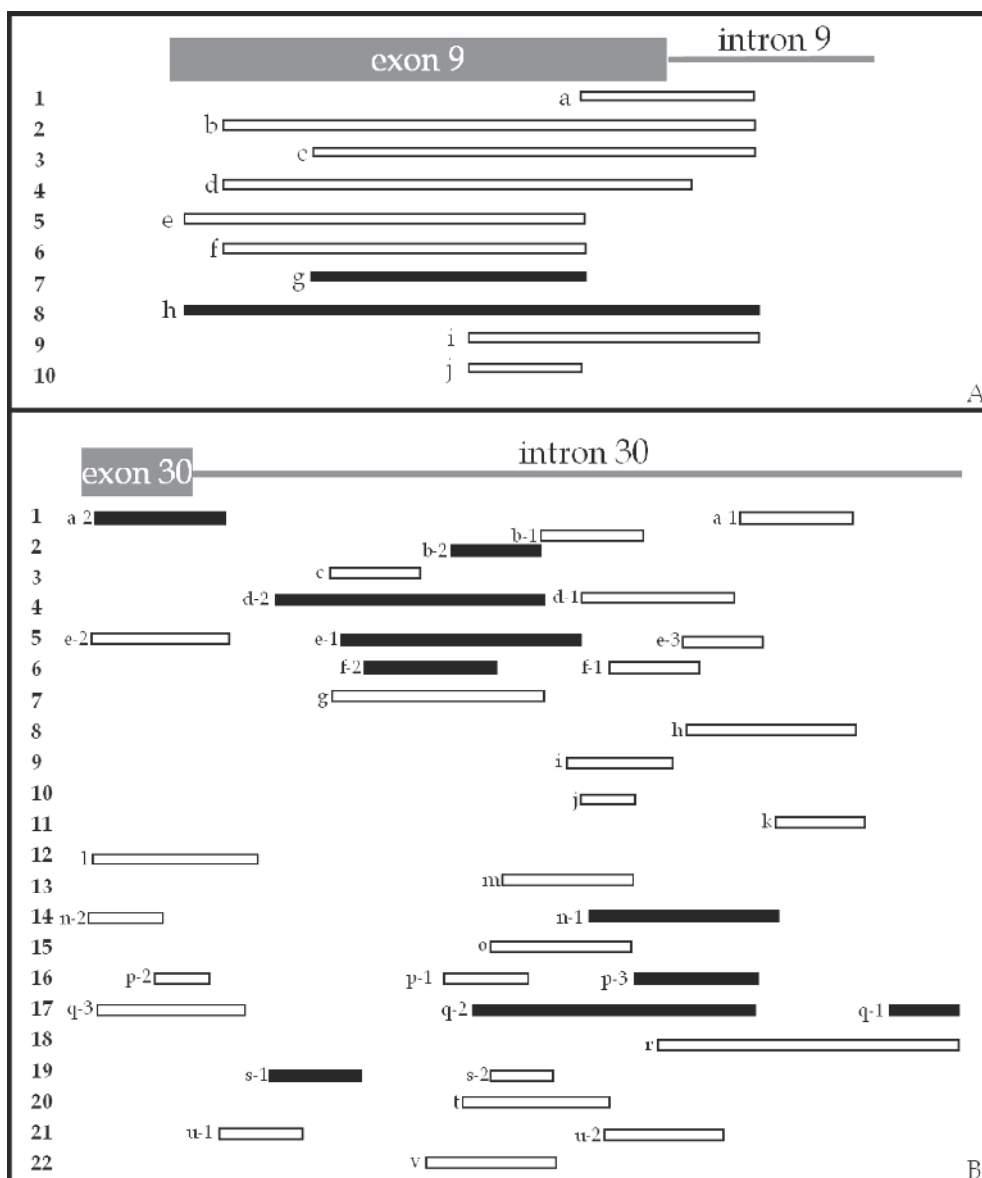 exon 9 intron 9
1 a
2 b
3 c
4 d
5 e
6 f
7 g
8 h
9 i
10 j
A
exon 30 intron 30
1 a-2 a-1
2 b-2 b-1
3 c
4 d-2 d-1
5 e-2 e-1 e-3
6 f-2 f-1
7 g
8 h
9 i
10 j
11 k
12 l
13 m
14 n-2 n-1
15 o
16 p-2 p-1 p-3
17 q-3 q-2 q-1
18 r
19 s-1 s-2
20 t
21 u-1 u-2
22 v
B